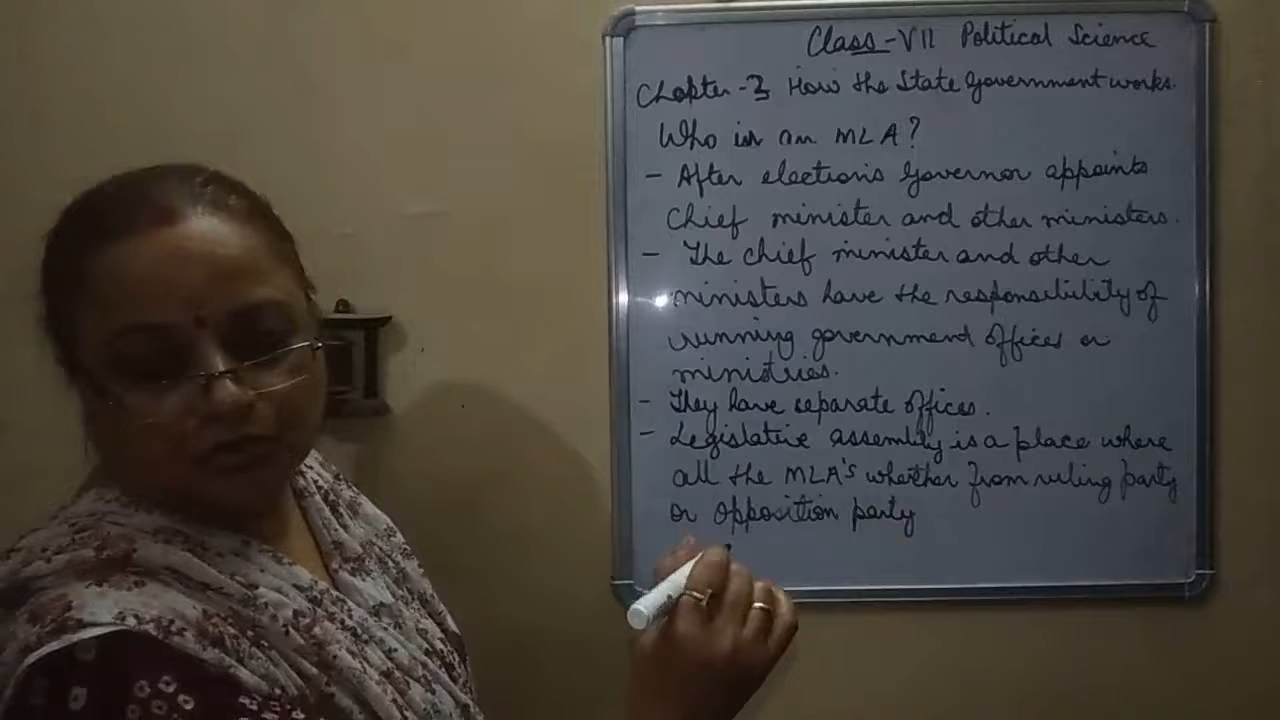 Class-VII Political Science
Chapter-3 How the State Government works.
Who is an MLA?
- After elections Governor appoints
Chief minister and other ministers.
- The chief minister and other
ministers have the responsibility of
running government offices or
ministries.
- They have separate offices.
- Legislative assembly is a place where
all the MLA's whether from ruling party
or opposition party